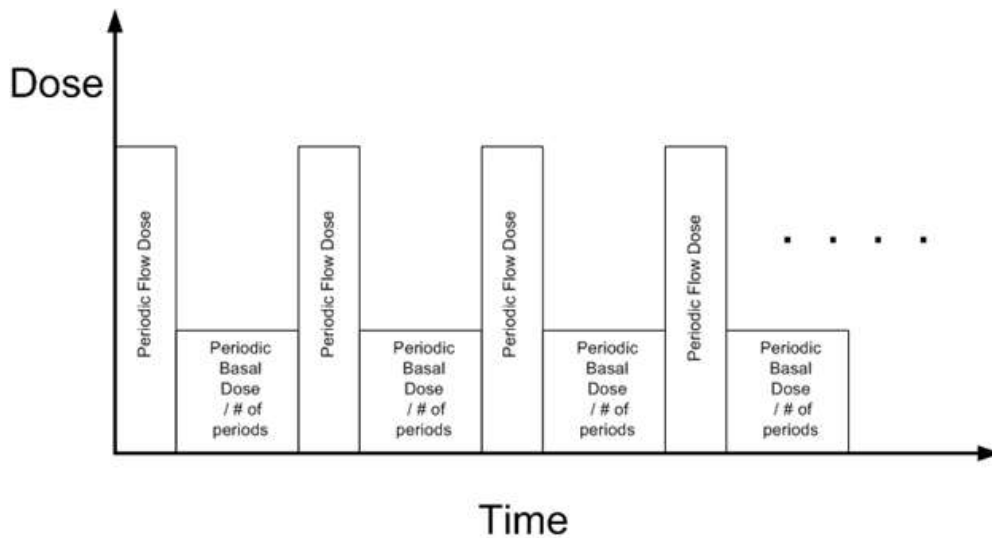 Dose
Periodic Flow Dose
Periodic
Basal
Dose
/ # of
periods
Periodic Flow Dose
Periodic
Basal
Dose
/ # of
periods
Periodic Flow Dose
Periodic
Basal
Dose
/ # of
periods
Periodic Flow Dose
Periodic
Basal
Dose
/ # of
periods
. . . .
Time